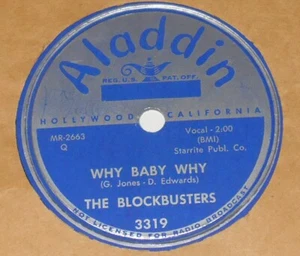 Aladdin
REG. U.S. PAT. OFF.
HOLLYWOOD CALIFORNIA
MR-2663
Q
Vocal - 2:00
(BMI)
Starrite Publ. Co.
WHY BABY WHY
(G. Jones - D. Edwards)
THE BLOCKBUSTERS
3319
NOT LICENSED FOR RADIO BROADCAST